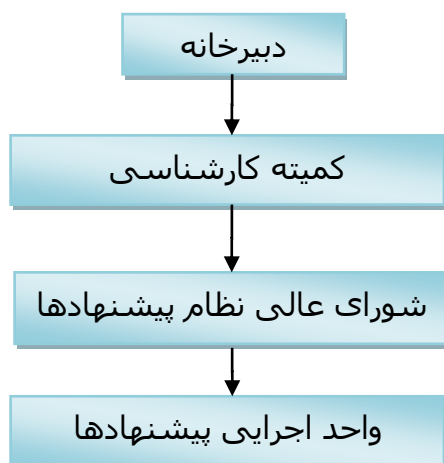 دبیرخانه
کمیته کارشناسی
شورای عالی نظام پیشنهادها
واحد اجرایی پیشنهادها